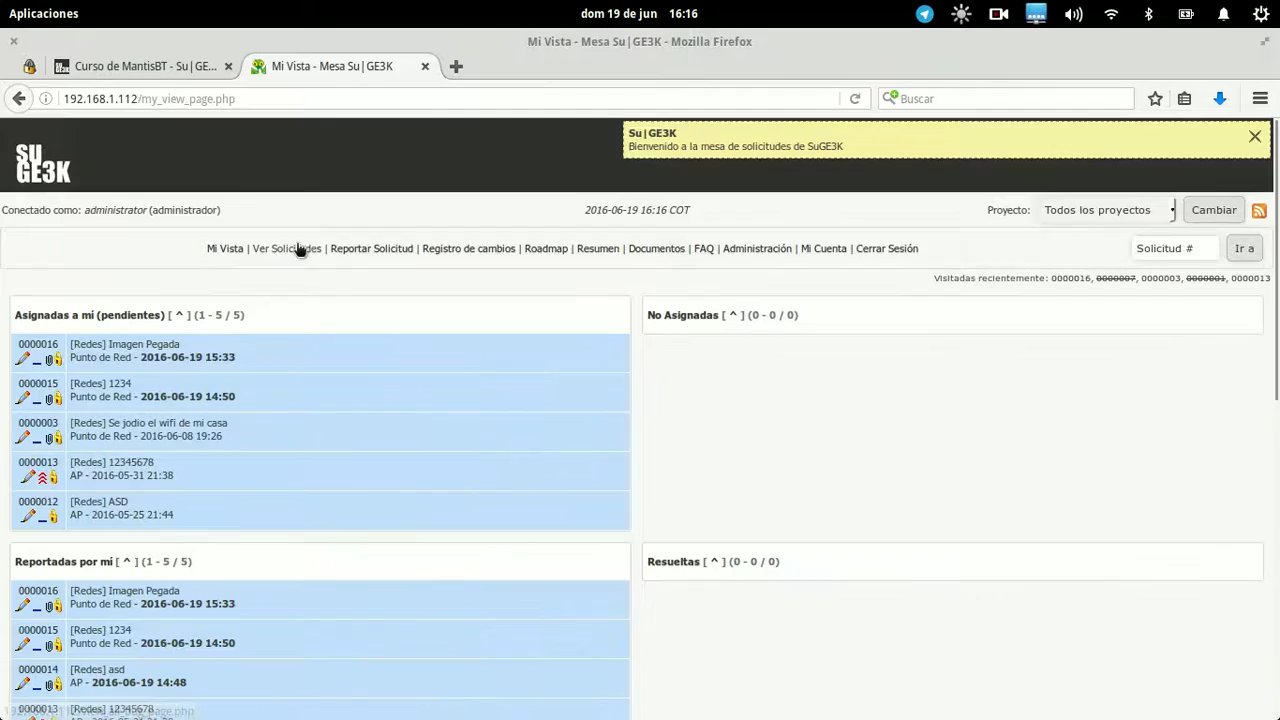 Aplicaciones
dom 19 de jun 16:16
Mi Vista - Mesa Su|GE3K - Mozilla Firefox
Curso de MantisBT - Su|GE...
Mi Vista - Mesa Su|GE3K
192.168.1.112/my_view_page.php
Buscar
Su|GE3K
Bienvenido a la mesa de solicitudes de SuGE3K
SU
GE3K
Conectado como: administrator (administrador)
2016-06-19 16:16 COT
Proyecto: Todos los proyectos
Cambiar
Mi Vista | Ver Solicitudes | Reportar Solicitud | Registro de cambios | Roadmap | Resumen | Documentos | FAQ | Administración | Mi Cuenta | Cerrar Sesión
Solicitud #
Ir a
Visitadas recientemente: 0000016, 0000007, 0000003, 0000001, 0000013
Asignadas a mí (pendientes) [ ^ ] (1 - 5 / 5)
0000016 [Redes] Imagen Pegada
Punto de Red - 2016-06-19 15:33
0000015 [Redes] 1234
Punto de Red - 2016-06-19 14:50
0000003 [Redes] Se jodio el wifi de mi casa
Punto de Red - 2016-06-08 19:26
0000013 [Redes] 12345678
AP - 2016-05-31 21:38
0000012 [Redes] ASD
AP - 2016-05-25 21:44
No Asignadas [ ^ ] (0 - 0 / 0)
Reportadas por mí [ ^ ] (1 - 5 / 5)
0000016 [Redes] Imagen Pegada
Punto de Red - 2016-06-19 15:33
0000015 [Redes] 1234
Punto de Red - 2016-06-19 14:50
0000014 [Redes] asd
AP - 2016-06-19 14:48
0000013 [Redes] 12345678
Resueltas [ ^ ] (0 - 0 / 0)